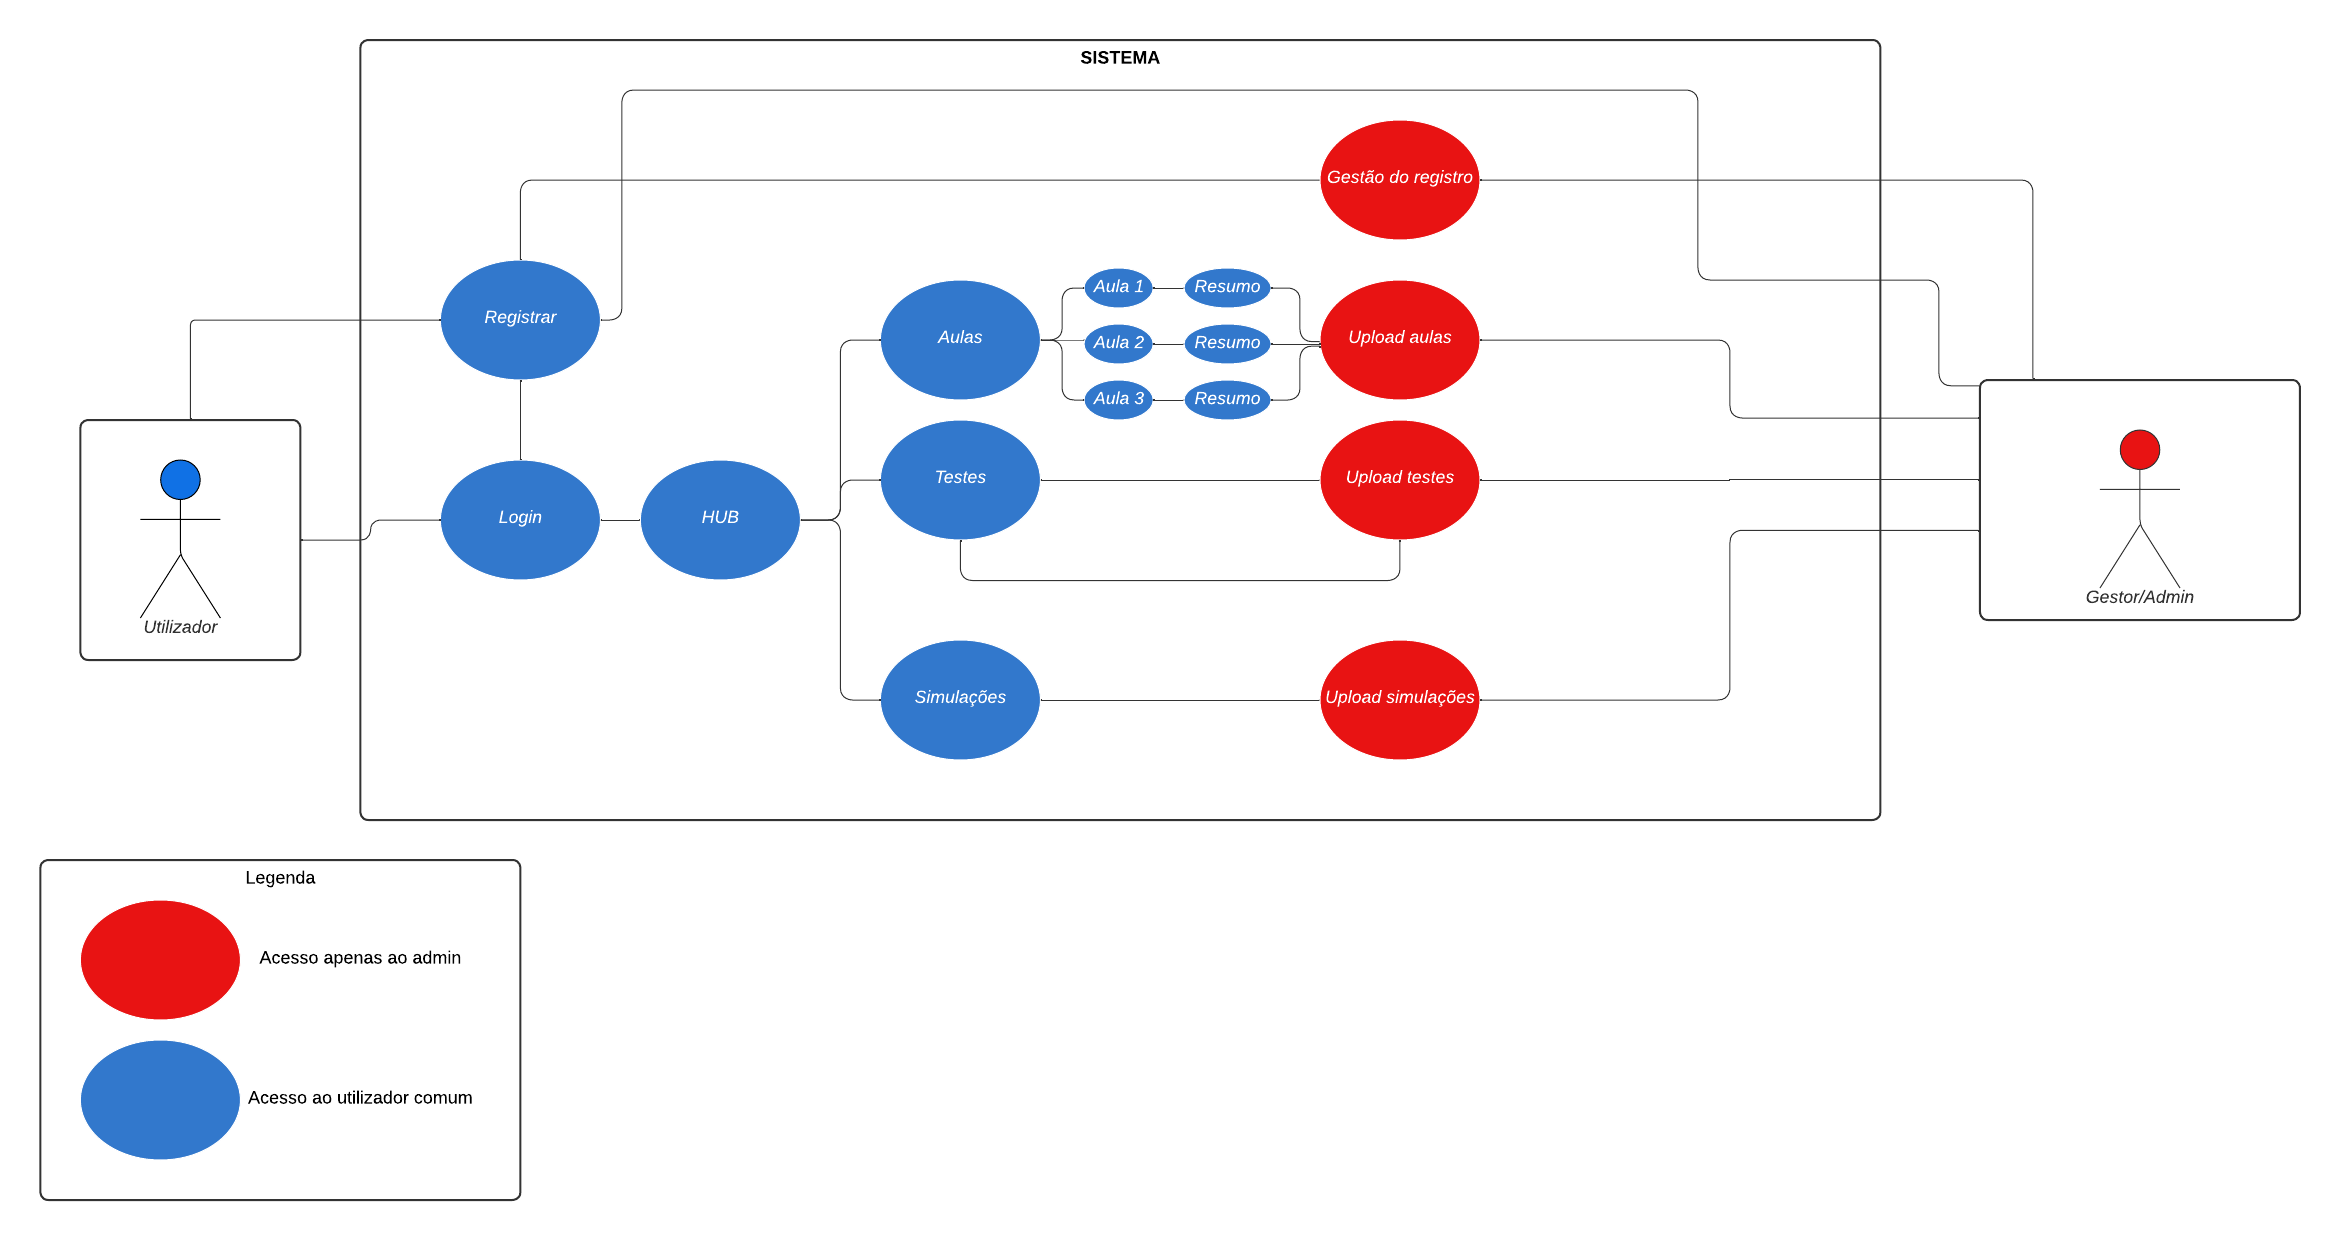 SISTEMA
Gestão do registro
Registrar
Aulas
Aula 1
Resumo
Aula 2
Resumo
Aula 3
Resumo
Upload aulas
Testes
Upload testes
Login
HUB
Utilizador
Gestor/Admin
Simulações
Upload simulações
Legenda
Acesso apenas ao admin
Acesso ao utilizador comum